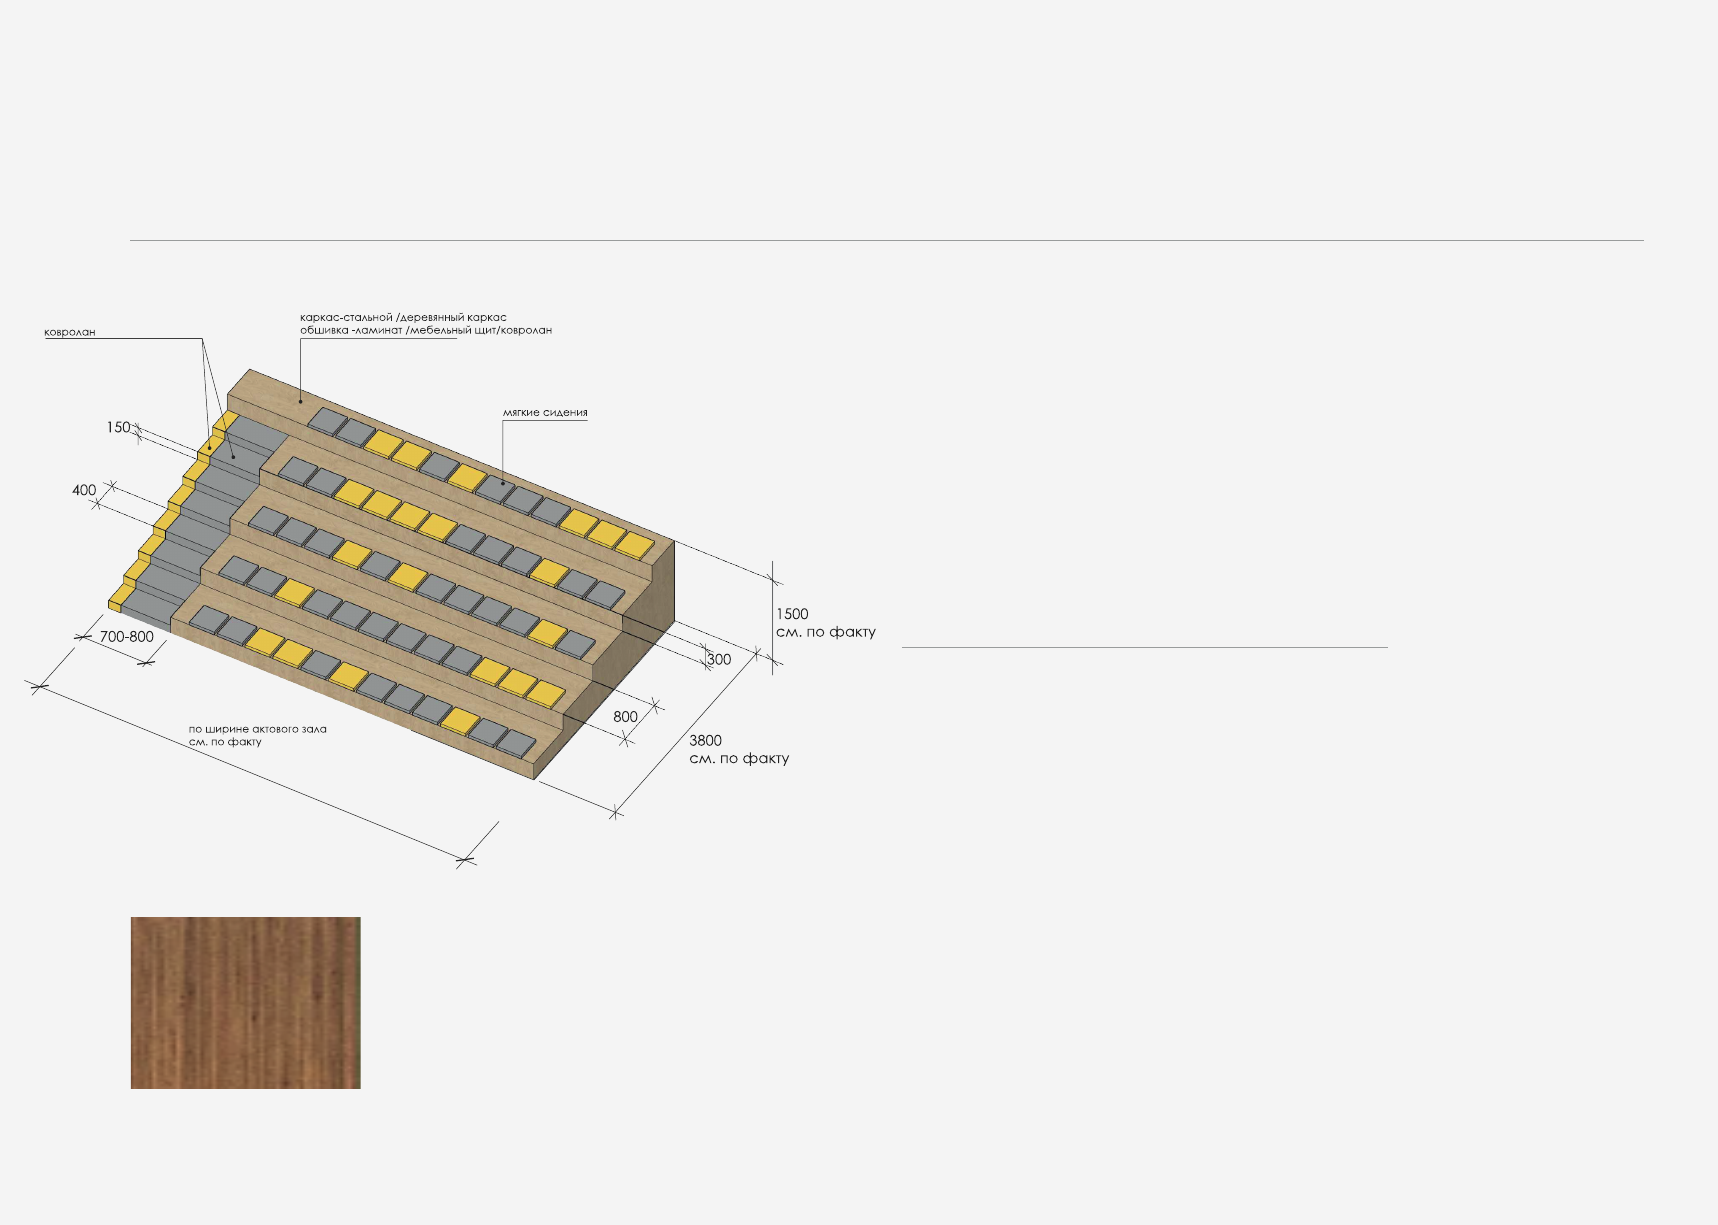 каркас-стальной /деревянный каркас
обшивка -ламинат /мебельный щит/ковролан
ковролан
мягкие сидения
150
400
700-800
1500
см. по факту
300
800
3800
см. по факту
по ширине актового зала
см. по факту